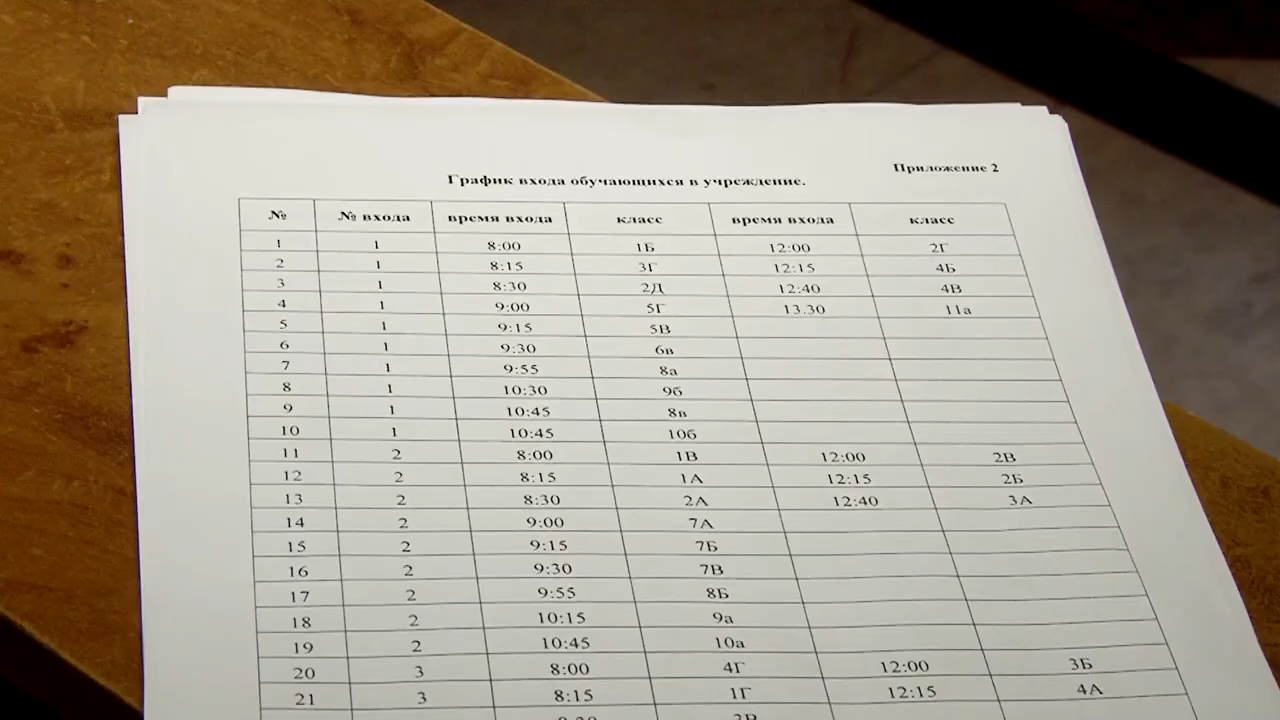 Приложение 2
График входа обучающихся в учреждение.
№ № входа время входа класс время входа класс
1 1 8:00 1Б 12:00 2Г
2 1 8:15 3Г 12:15 4Б
3 1 8:30 2Д 12:40 4В
4 1 9:00 5Г 13.30 11а
5 1 9:15 5В
6 1 9:30 6в
7 1 9:55 8а
8 1 10:30 9б
9 1 10:45 8в
10 1 10:45 10б
11 2 8:00 1В 12:00 2В
12 2 8:15 1А 12:15 2Б
13 2 8:30 2А 12:40 3А
14 2 9:00 7А
15 2 9:15 7Б
16 2 9:30 7В
17 2 9:55 8Б
18 2 10:15 9а
19 2 10:45 10а
20 3 8:00 4Г 12:00 3Б
21 3 8:15 1Г 12:15 4А